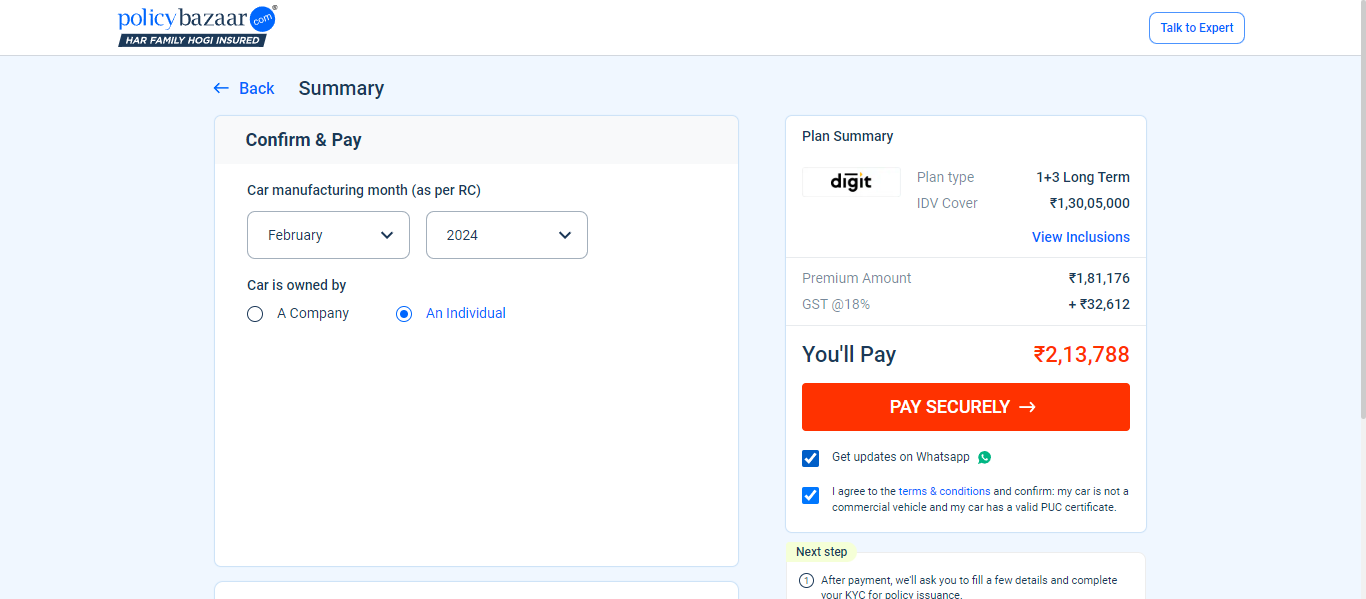 policybazaar com
HAR FAMILY HOGI INSURED
Talk to Expert
← Back Summary
Confirm & Pay
Car manufacturing month (as per RC)
February 2024
Car is owned by
A Company An Individual
Plan Summary
digit
Plan type 1+3 Long Term
IDV Cover ₹1,30,05,000
View Inclusions
Premium Amount ₹1,81,176
GST @18% + ₹32,612
You'll Pay ₹2,13,788
PAY SECURELY →
Get updates on Whatsapp
I agree to the terms & conditions and confirm: my car is not a
commercial vehicle and my car has a valid PUC certificate.
Next step
1 After payment, we'll ask you to fill a few details and complete
your KYC for policy issuance.